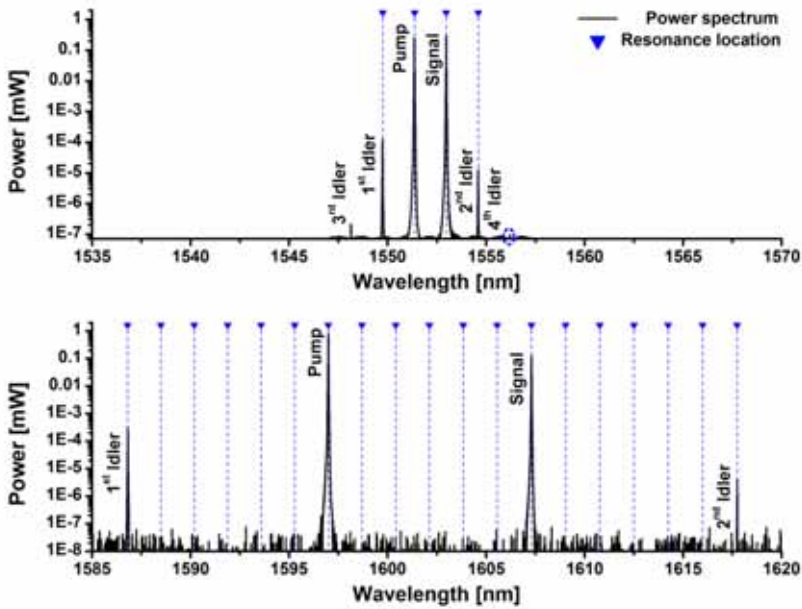 Power spectrum
Resonance location
Power [mW]
1
0.1
0.01
1E-3
1E-4
1E-5
1E-6
1E-7
3rd Idler
1st Idler
Pump
Signal
2nd Idler
4th Idler
1535 1540 1545 1550 1555 1560 1565 1570
Wavelength [nm]
Power [mW]
1
0.1
0.01
1E-3
1E-4
1E-5
1E-6
1E-7
1E-8
1st Idler
Pump
Signal
2nd Idler
1585 1590 1595 1600 1605 1610 1615 1620
Wavelength [nm]